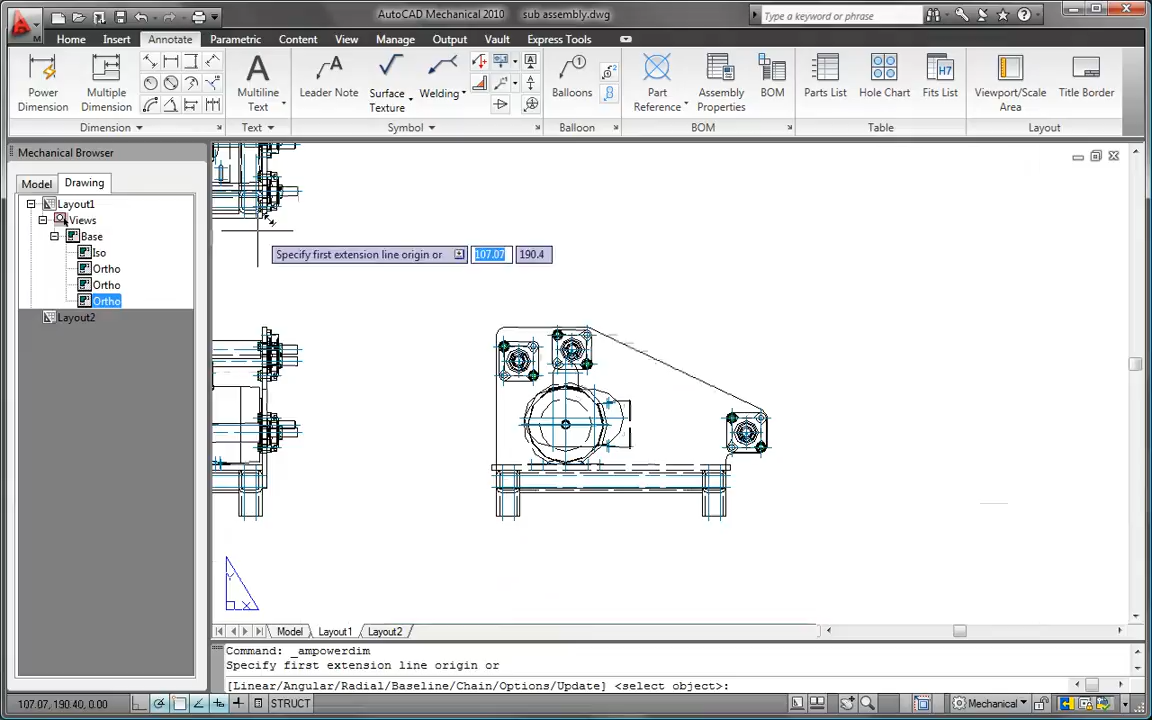 AutoCAD Mechanical 2010 sub assembly.dwg
Type a keyword or phrase
Home Insert Annotate Parametric Content View Manage Output Vault Express Tools
Power Dimension
Multiple Dimension
Multiline Text
Leader Note
Surface Texture
Welding
Balloons
Part Reference
Assembly Properties
BOM
Parts List
Hole Chart
Fits List
Viewport/Scale Area
Title Border
Dimension Text Symbol Balloon BOM Table Layout
Mechanical Browser
Model Drawing
Layout1
Views
Base
Iso
Ortho
Ortho
Ortho
Layout2
Specify first extension line origin or 107.07 190.4
Y
X
Model Layout1 Layout2
Command: _ampowerdim
Specify first extension line origin or
[Linear/Angular/Radial/Baseline/Chain/Options/Update] <select object>:
107.07, 190.40, 0.00 STRUCT Mechanical